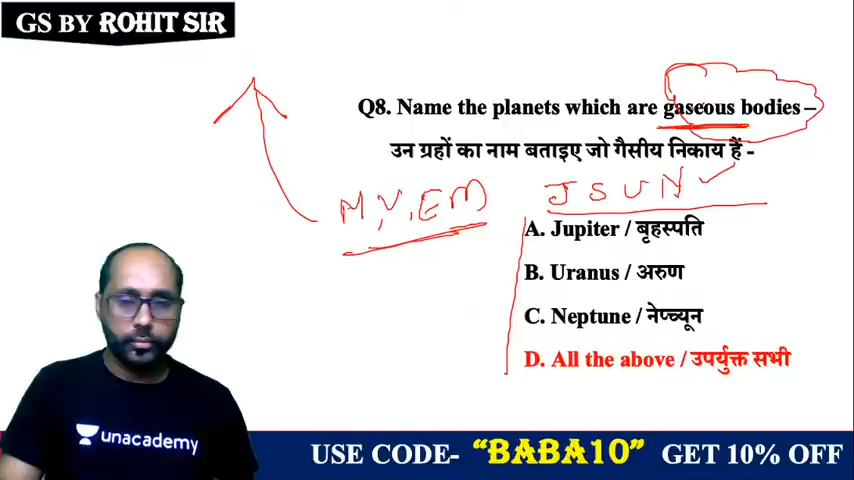 GS BY ROHIT SIR
Q8. Name the planets which are gaseous bodies –
उन ग्रहों का नाम बताइए जो गैसीय निकाय हैं -
M, V, E M J S U N
A. Jupiter / बृहस्पति
B. Uranus / अरुण
C. Neptune / नेप्च्यून
D. All the above / उपर्युक्त सभी
unacademy
USE CODE- “BABA10” GET 10% OFF